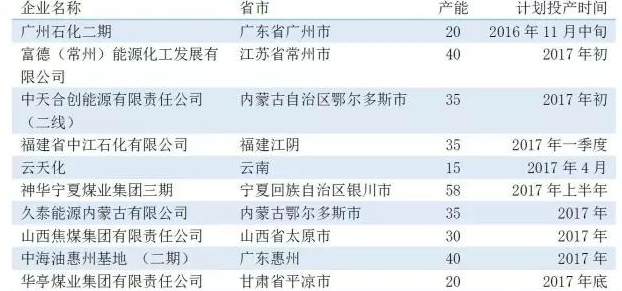 企业名称 省市 产能 计划投产时间
广州石化二期 广东省广州市 20 2016 年 11 月中旬
富德（常州）能源化工发展有 江苏省常州市 40 2017 年初
限公司
中天合创能源有限责任公司 内蒙古自治区鄂尔多斯市 35 2017 年初
（二线）
福建省中江石化有限公司 福建江阴 35 2017 年一季度
云天化 云南 15 2017 年 4 月
神华宁夏煤业集团三期 宁夏回族自治区银川市 58 2017 年上半年
久泰能源内蒙古有限公司 内蒙古鄂尔多斯市 35 2017 年
山西焦煤集团有限责任公司 山西省太原市 30 2017 年
中海油惠州基地 （二期） 广东惠州 40 2017 年
华亭煤业集团有限责任公司 甘肃省平凉市 20 2017 年底